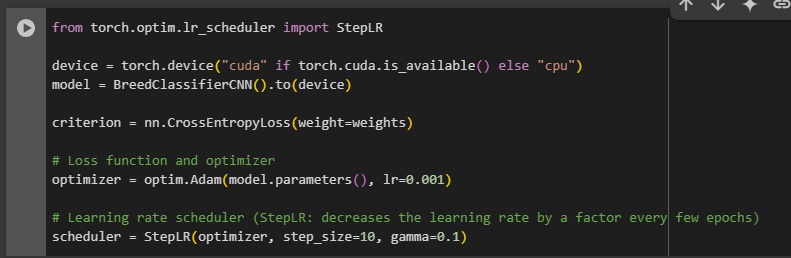 from torch.optim.lr_scheduler import StepLR
device = torch.device("cuda" if torch.cuda.is_available() else "cpu")
model = BreedClassifierCNN().to(device)
criterion = nn.CrossEntropyLoss(weight=weights)
# Loss function and optimizer
optimizer = optim.Adam(model.parameters(), lr=0.001)
# Learning rate scheduler (StepLR: decreases the learning rate by a factor every few epochs)
scheduler = StepLR(optimizer, step_size=10, gamma=0.1)